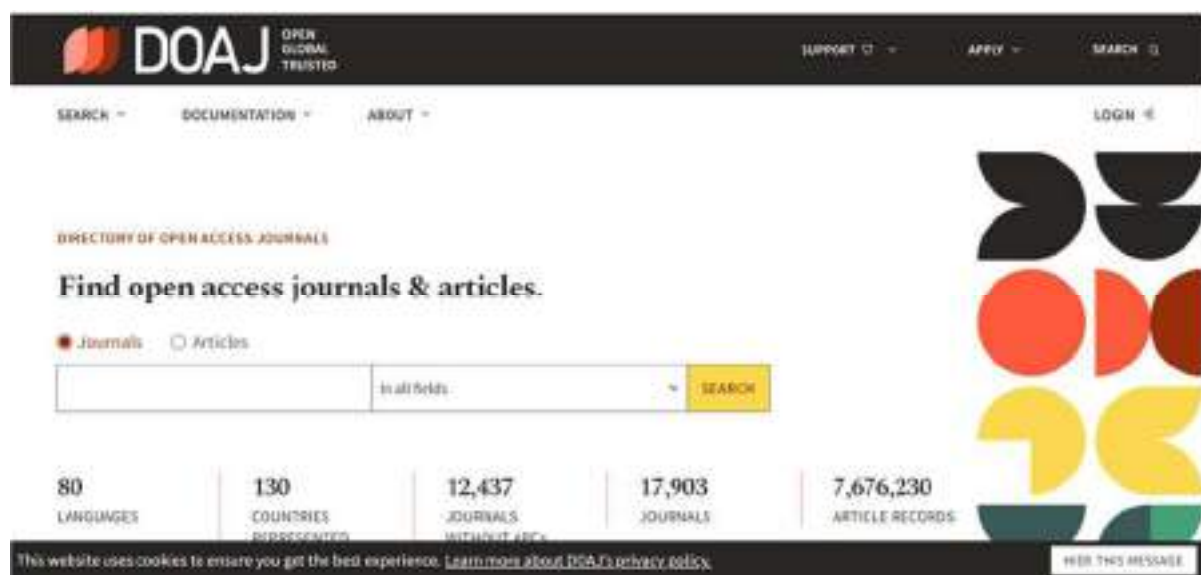 DOAJ
OPEN
GLOBAL
TRUSTED
SUPPORT
APPLY
SEARCH
SEARCH
DOCUMENTATION
ABOUT
LOGIN
DIRECTORY OF OPEN ACCESS JOURNALS
Find open access journals & articles.
Journals Articles
In all fields SEARCH
80 130 12,437 17,903 7,676,230
LANGUAGES COUNTRIES JOURNALS JOURNALS ARTICLE RECORDS
REPRESENTED WITHOUT APCs
This website uses cookies to ensure you get the best experience. Learn more about DOAJ's privacy policy.
THIS MESSAGE